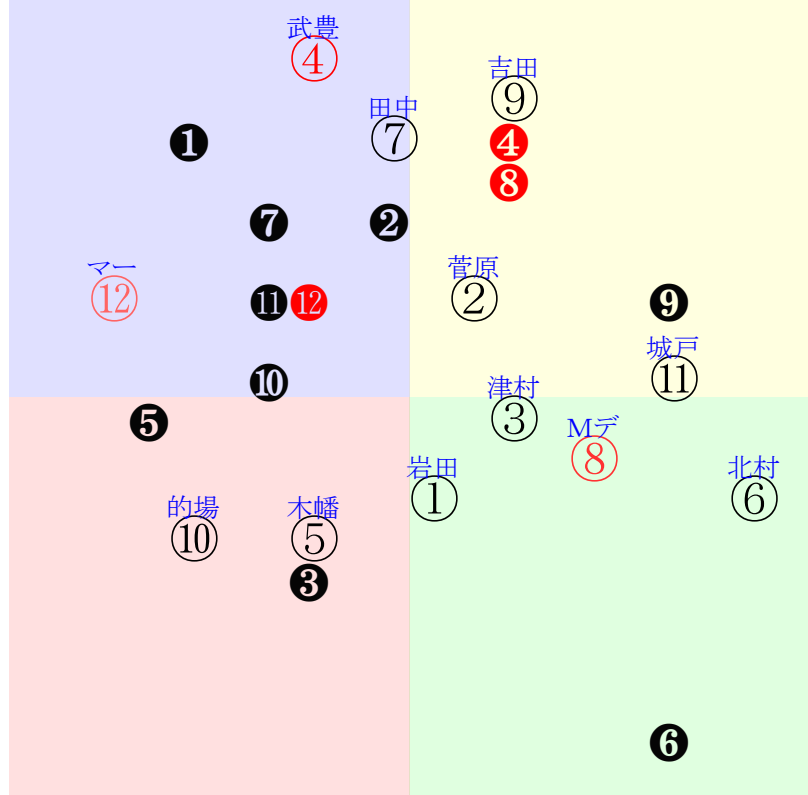 武豊
④
吉田
⑨
田中
⑦
❶
❹
❽
❼
❷
マー
⑫
⓫
⓬
菅原
②
❾
城戸
⑪
❿
津村
③
❺
Mデ
⑧
岩田
①
北村
⑥
的場
⑩
木幡
⑤
❸
❻